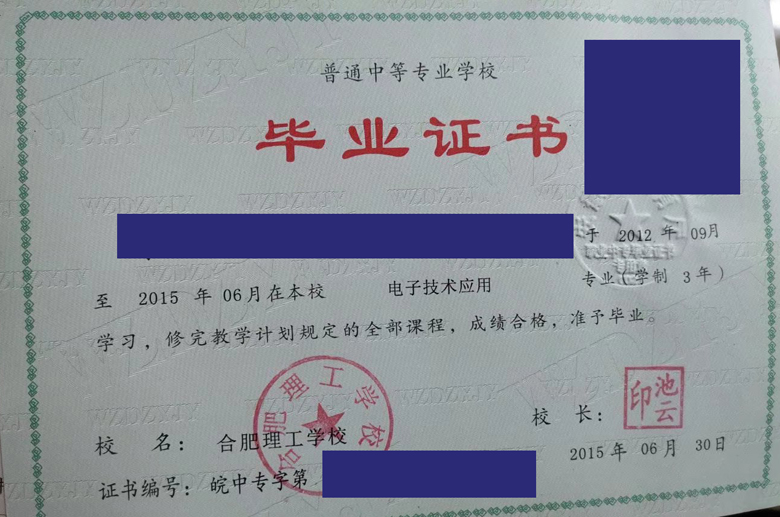 普通中等专业学校
毕业证书
于 2012 年 09月
至 2015 年 06月在本校 电子技术应用 专业（学制 3年）
学习，修完教学计划规定的全部课程，成绩合格，准予毕业。
合肥理工学校
校 长：
池云印
校 名： 合肥理工学校
2015 年 06 月 30日
证书编号： 皖中专字第
WZDZXJY